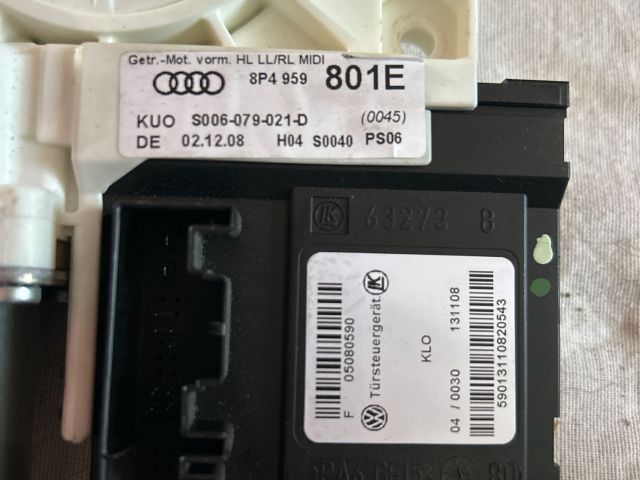 Getr.-Mot. vorm. HL LL/RL MIDI
8P4 959 801E
KUO S006-079-021-D (0045)
DE 02.12.08 H04 S0040 PS06
63273 8
F 05080590
Türsteuergerät
KLO 131108
04 / 0030
59013110820543